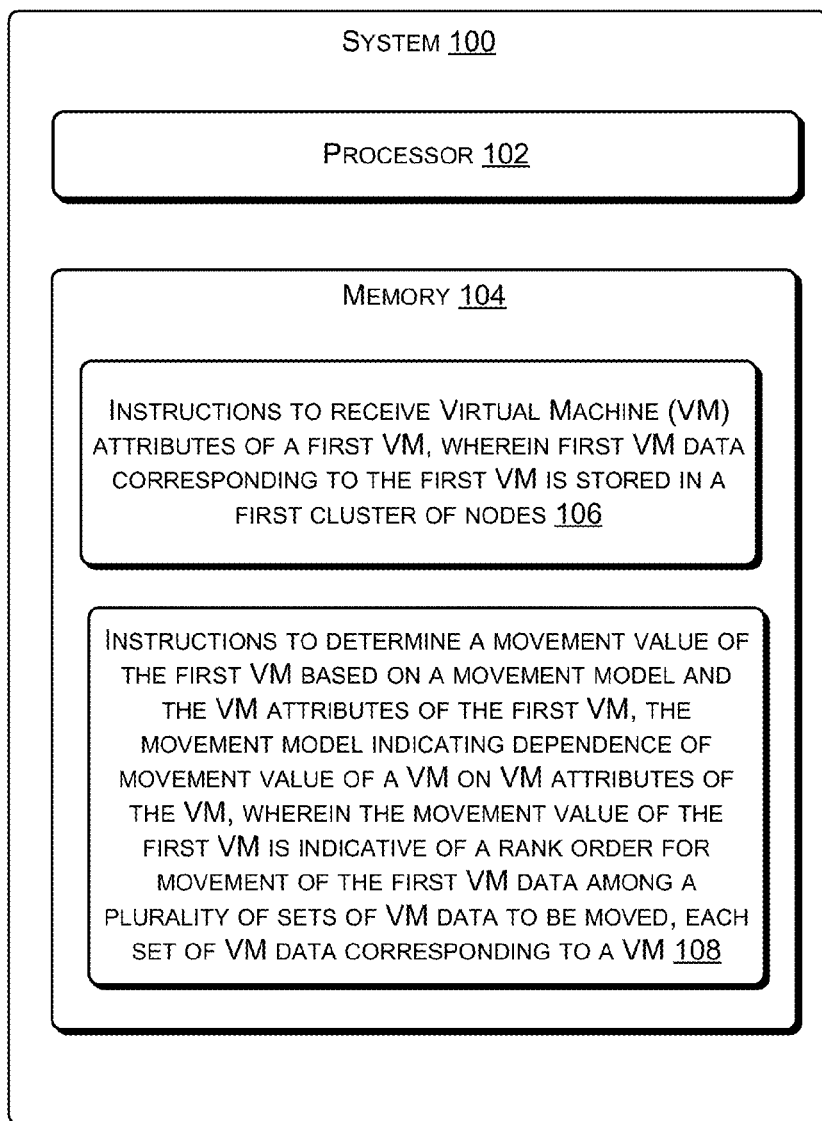 SYSTEM 100
PROCESSOR 102
MEMORY 104
INSTRUCTIONS TO RECEIVE VIRTUAL MACHINE (VM)
ATTRIBUTES OF A FIRST VM, WHEREIN FIRST VM DATA
CORRESPONDING TO THE FIRST VM IS STORED IN A
FIRST CLUSTER OF NODES 106
INSTRUCTIONS TO DETERMINE A MOVEMENT VALUE OF
THE FIRST VM BASED ON A MOVEMENT MODEL AND
THE VM ATTRIBUTES OF THE FIRST VM, THE
MOVEMENT MODEL INDICATING DEPENDENCE OF
MOVEMENT VALUE OF A VM ON VM ATTRIBUTES OF
THE VM, WHEREIN THE MOVEMENT VALUE OF THE
FIRST VM IS INDICATIVE OF A RANK ORDER FOR
MOVEMENT OF THE FIRST VM DATA AMONG A
PLURALITY OF SETS OF VM DATA TO BE MOVED, EACH
SET OF VM DATA CORRESPONDING TO A VM 108